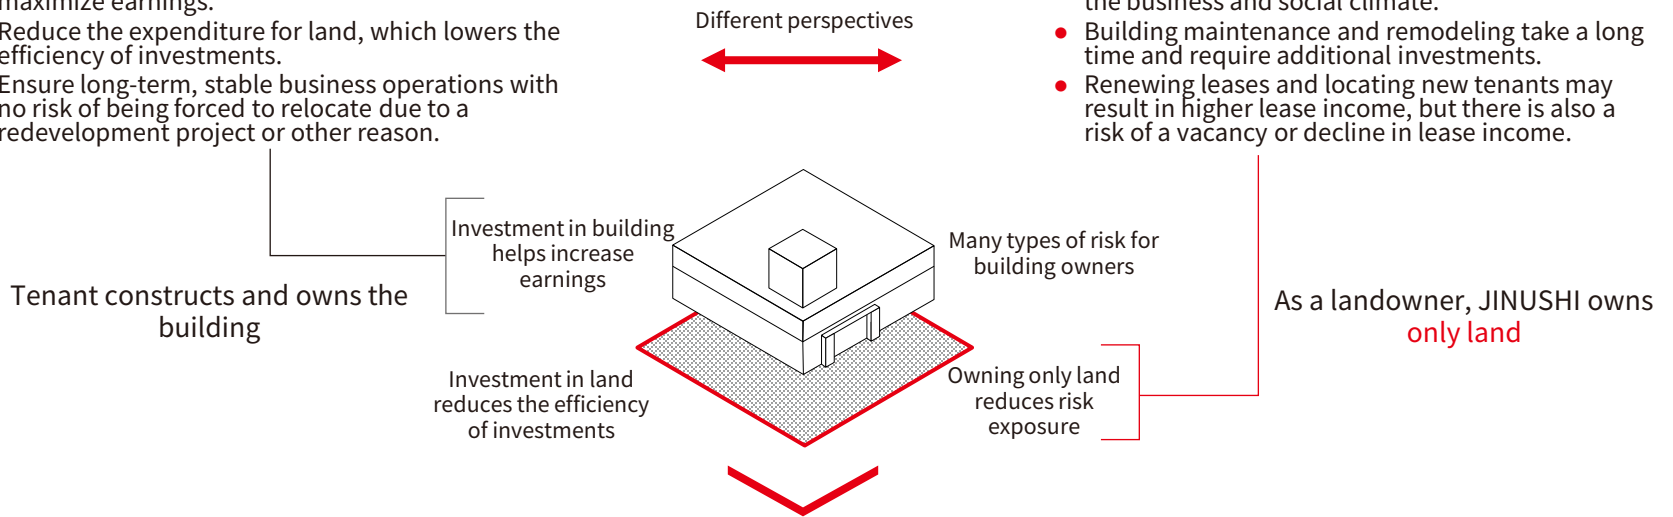 maximize earnings.
Reduce the expenditure for land, which lowers the
efficiency of investments.
Ensure long-term, stable business operations with
no risk of being forced to relocate due to a
redevelopment project or other reason.
Different perspectives
the business and social climate.
● Building maintenance and remodeling take a long
time and require additional investments.
● Renewing leases and locating new tenants may
result in higher lease income, but there is also a
risk of a vacancy or decline in lease income.
Investment in building
helps increase
earnings
Many types of risk for
building owners
Tenant constructs and owns the
building
As a landowner, JINUSHI owns
only land
Investment in land
reduces the efficiency
of investments
Owning only land
reduces risk
exposure